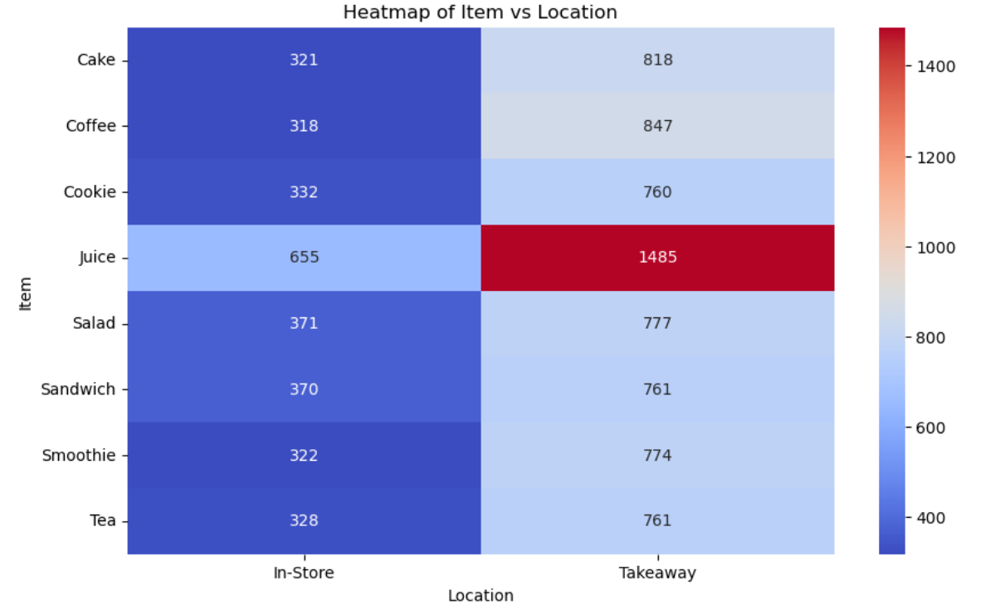 Heatmap of Item vs Location
Cake 321 818
1400
Coffee 318 847
1200
Cookie 332 760
1000
Juice 655 1485
Item
Salad 371 777
800
Sandwich 370 761
600
Smoothie 322 774
Tea 328 761
400
In-Store Takeaway
Location